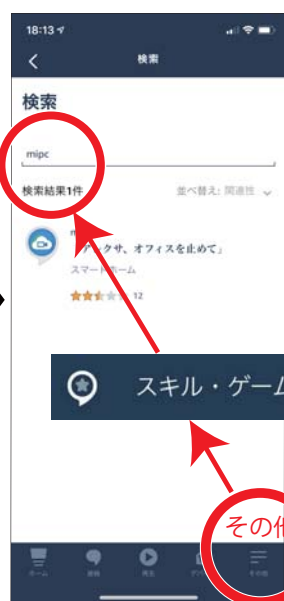 18:13
検索
検索
mipc
検索結果1件
並べ替え: 関連性
クサ、オフィスを止めて」
スマートホーム
12
スキル・ゲーム
その他
ホーム
再生
その他